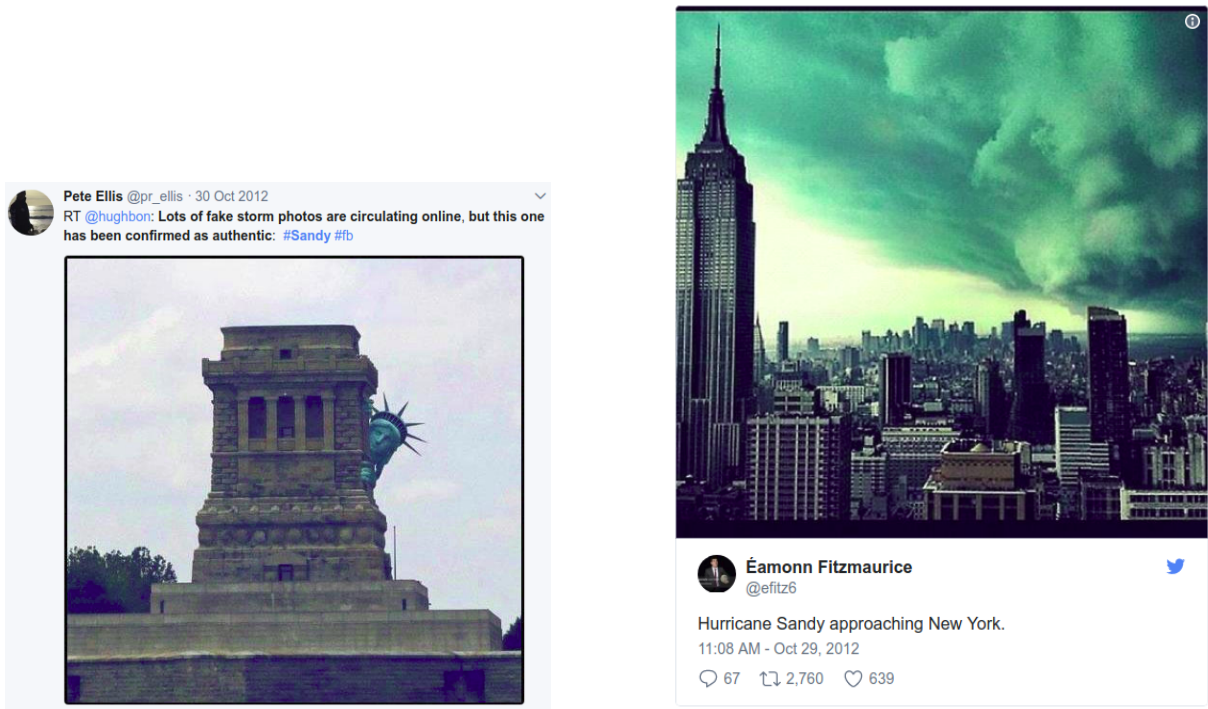 Pete Ellis @pr_ellis · 30 Oct 2012
RT @hughbon: Lots of fake storm photos are circulating online, but this one
has been confirmed as authentic: #Sandy #fb
Éamonn Fitzmaurice
@efitz6
Hurricane Sandy approaching New York.
11:08 AM - Oct 29, 2012
67 2,760 639